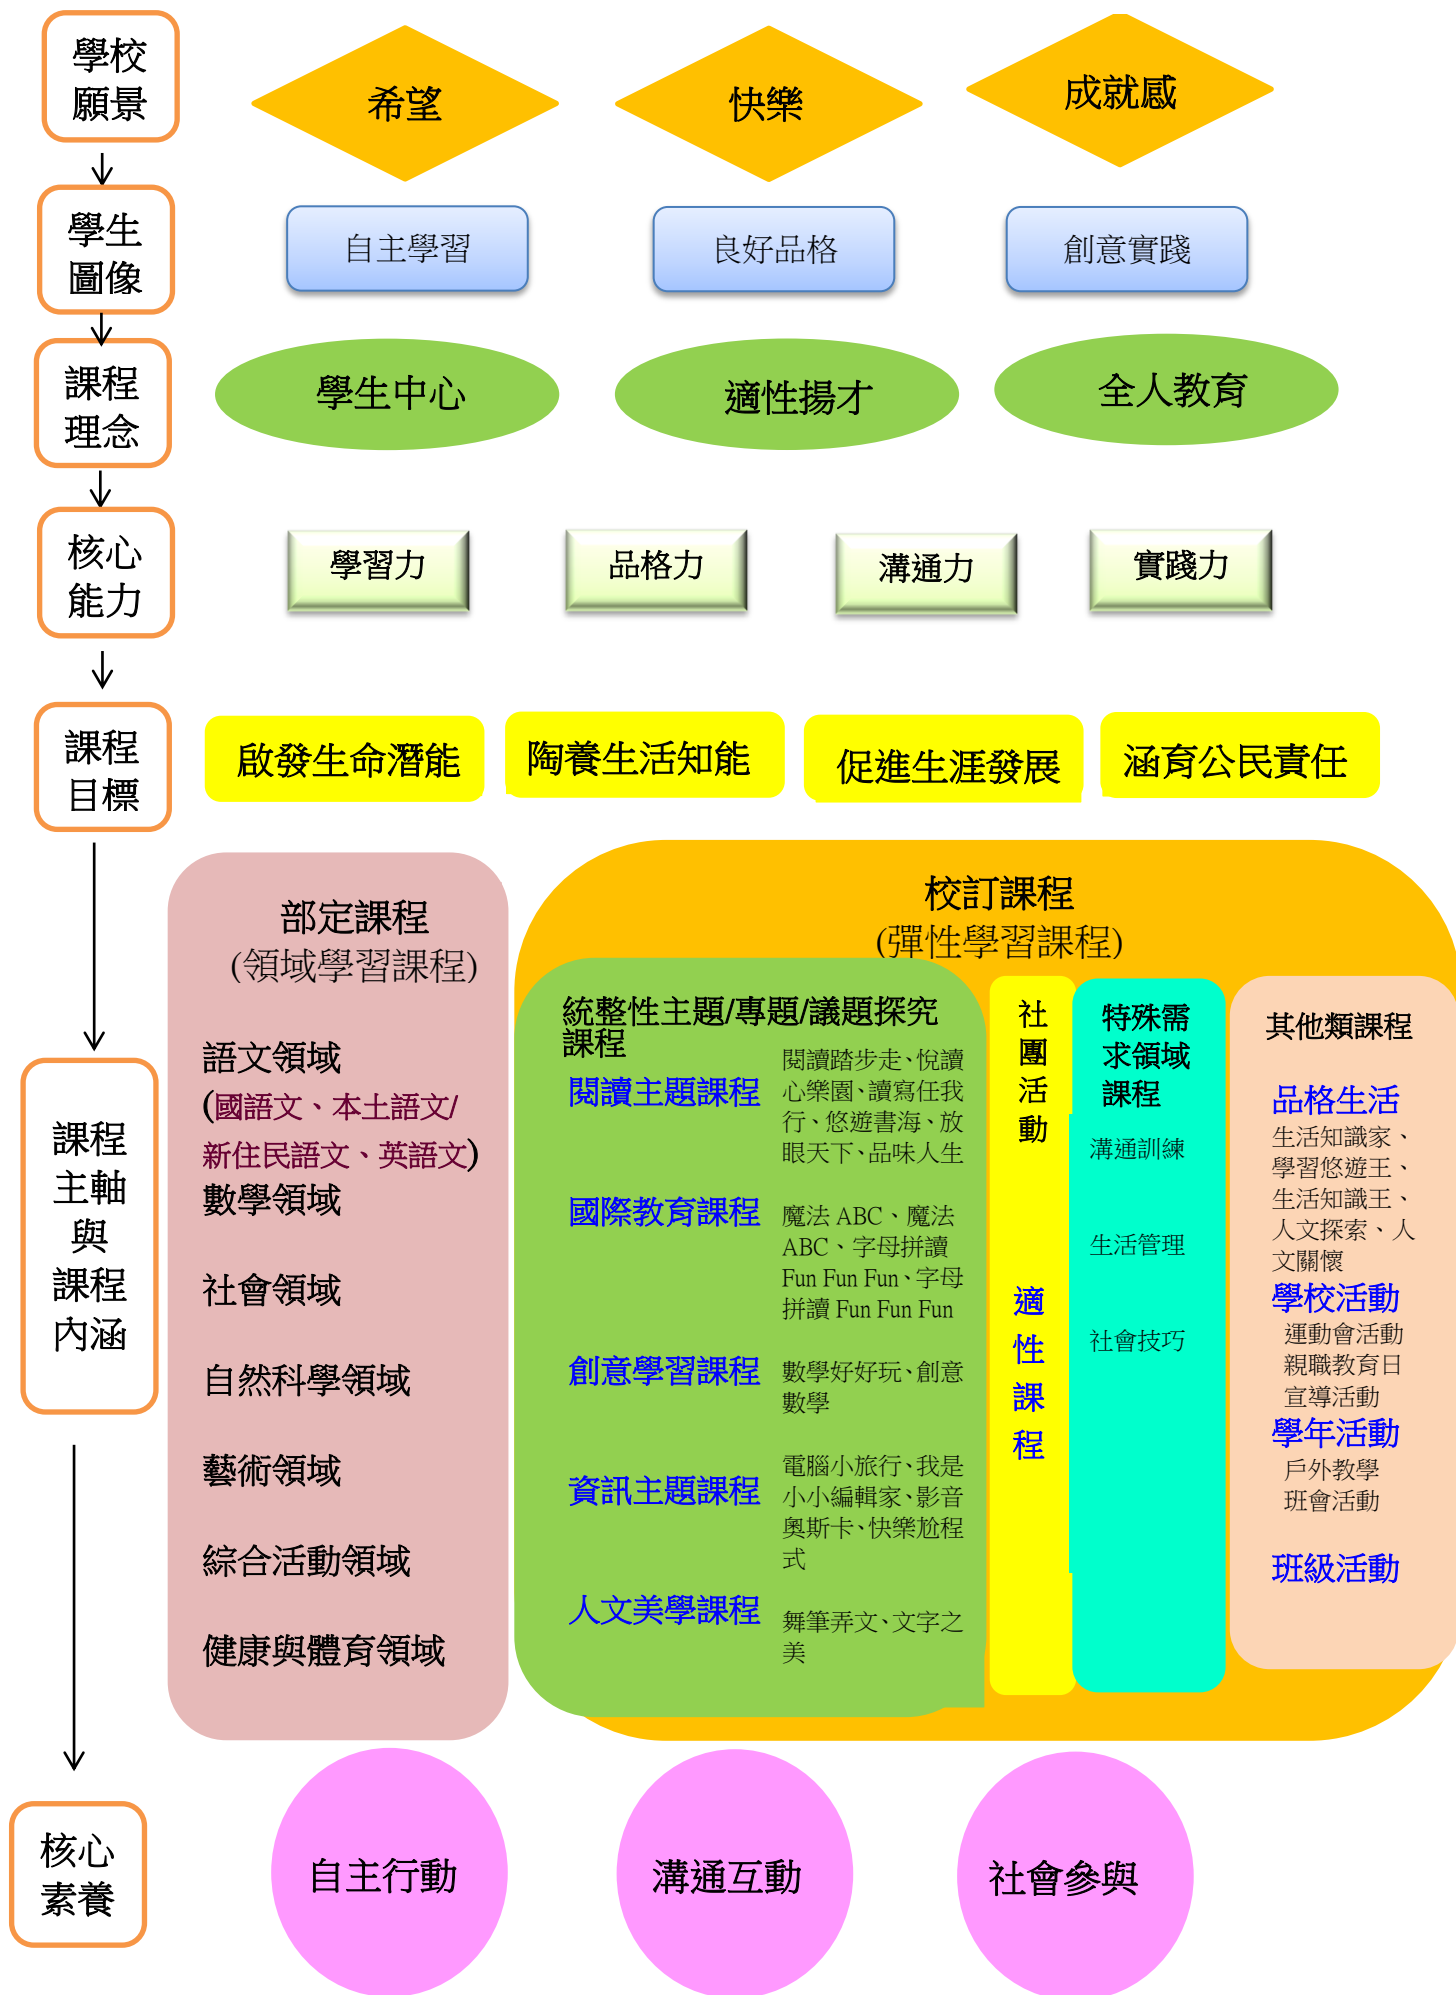 學校
願景
希望
快樂
成就感
學生
圖像
自主學習
良好品格
創意實踐
課程
理念
學生中心
適性揚才
全人教育
核心
能力
學習力
品格力
溝通力
實踐力
課程
目標
啟發生命潛能
陶養生活知能
促進生涯發展
涵育公民責任
課程
主軸
與
課程
內涵
部定課程
(領域學習課程)
語文領域
(國語文、本土語文/
新住民語文、英語文)
數學領域
社會領域
自然科學領域
藝術領域
綜合活動領域
健康與體育領域
校訂課程
(彈性學習課程)
統整性主題/專題/議題探究
課程
閱讀主題課程
閱讀踏步走、悅讀
心樂園、讀寫任我
行、悠遊書海、放
眼天下、品味人生
國際教育課程
魔法 ABC、魔法
ABC、字母拼讀
Fun Fun Fun、字母
拼讀 Fun Fun Fun
創意學習課程
數學好好玩、創意
數學
資訊主題課程
電腦小旅行、我是
小小編輯家、影音
奧斯卡、快樂尬程
式
人文美學課程
舞筆弄文、文字之
美
社
團
活
動
適
性
課
程
特殊需
求領域
課程
溝通訓練
生活管理
社會技巧
其他類課程
品格生活
生活知識家、
學習悠遊王、
生活知識王、
人文探索、人
文關懷
學校活動
運動會活動
親職教育日
宣導活動
學年活動
戶外教學
班會活動
班級活動
核心
素養
自主行動
溝通互動
社會參與